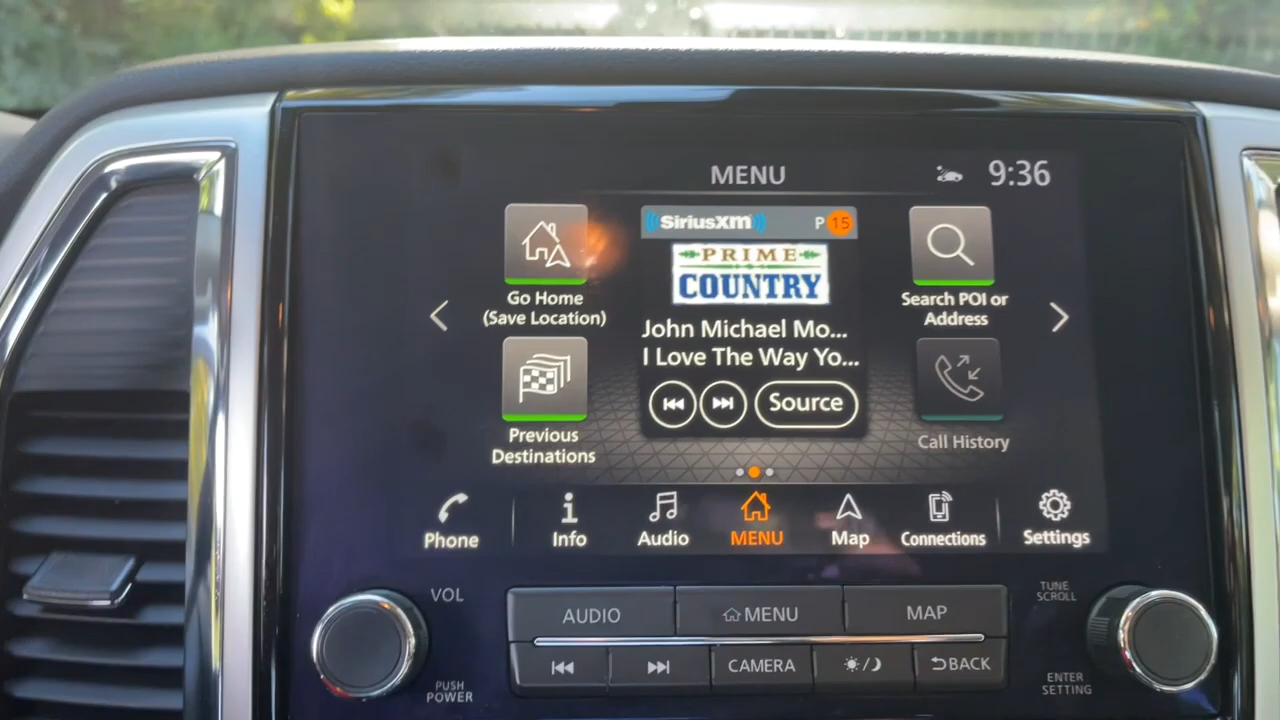 MENU
9:36
SiriusXm
P 15
PRIME
COUNTRY
Go Home
(Save Location)
Search POI or
Address
John Michael Mo...
I Love The Way Yo...
Source
Previous
Destinations
Call History
Phone
Info
Audio
MENU
Map
Connections
Settings
VOL
AUDIO
MENU
MAP
TUNE
SCROLL
CAMERA
BACK
PUSH
POWER
ENTER
SETTING